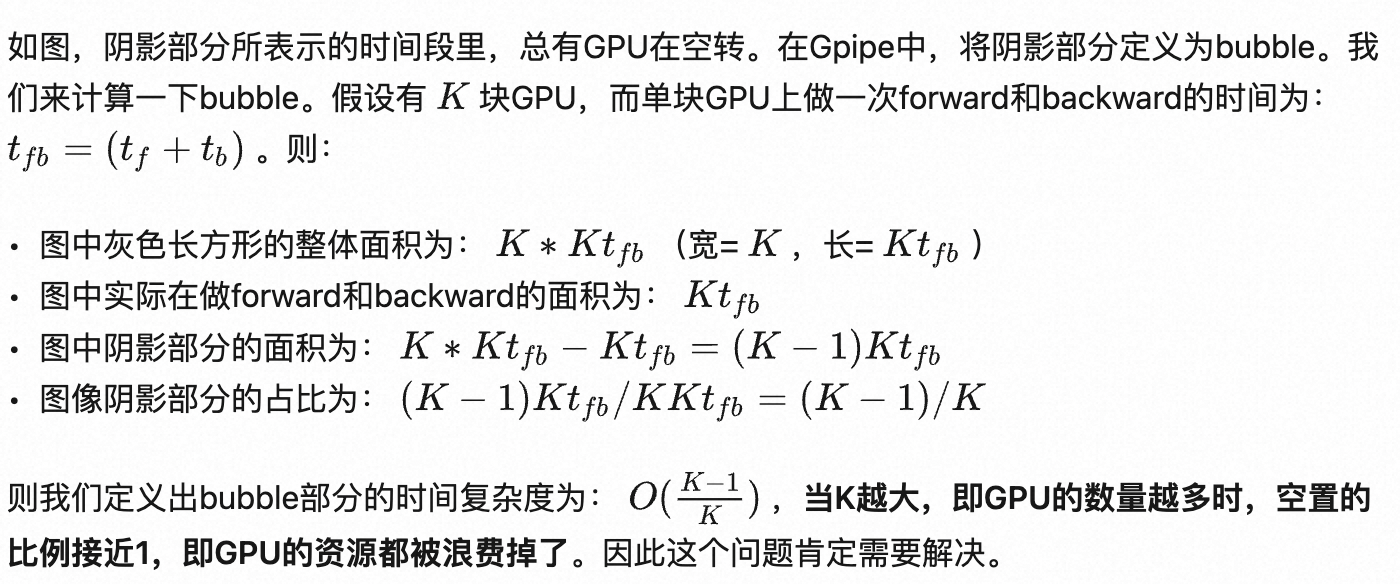 如图，阴影部分所表示的时间段里，总有GPU在空转。在Gpipe中，将阴影部分定义为bubble。我
们来计算一下bubble。假设有 K 块GPU，而单块GPU上做一次forward和backward的时间为：
t_{fb} = (t_f + t_b) 。则：
• 图中灰色长方形的整体面积为： K * Kt_{fb} （宽= K ，长= Kt_{fb} ）
• 图中实际在做forward和backward的面积为： Kt_{fb}
• 图中阴影部分的面积为： K * Kt_{fb} − Kt_{fb} = (K − 1)Kt_{fb}
• 图像阴影部分的占比为： (K − 1)Kt_{fb}/KKt_{fb} = (K − 1)/K
则我们定义出bubble部分的时间复杂度为： O(\frac{K−1}{K}) ，当K越大，即GPU的数量越多时，空置的
比例接近1，即GPU的资源都被浪费掉了。因此这个问题肯定需要解决。